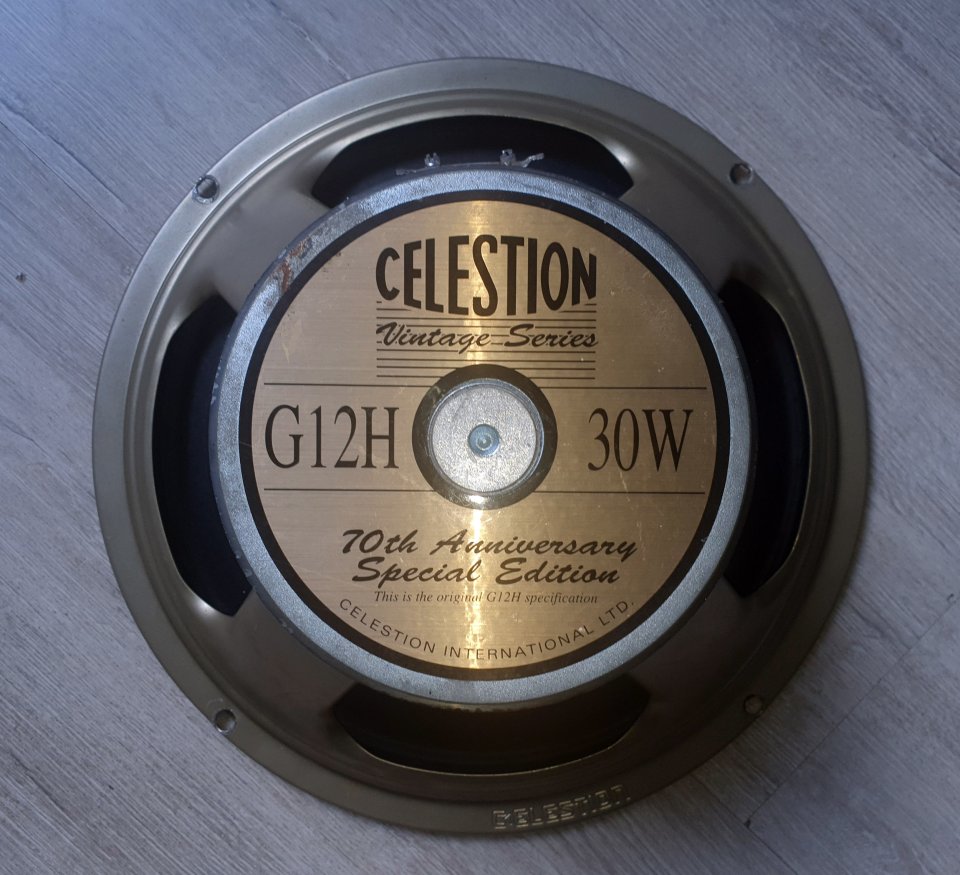 CELESTION
Vintage Series
G12H 30W
70th Anniversary
Special Edition
This is the original G12H specification
CELESTION INTERNATIONAL LTD.
CELESTION